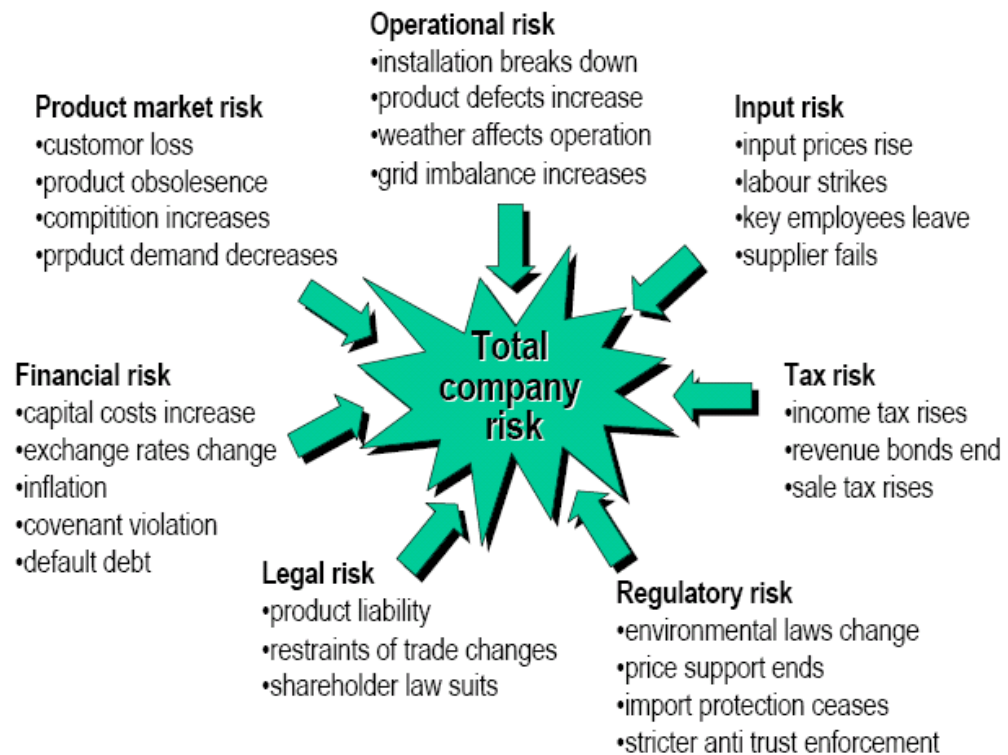 Operational risk
•installation breaks down
•product defects increase
•weather affects operation
•grid imbalance increases
Product market risk
•customor loss
•product obsolesence
•compitition increases
•prpduct demand decreases
Input risk
•input prices rise
•labour strikes
•key employees leave
•supplier fails
Total
company
risk
Financial risk
•capital costs increase
•exchange rates change
•inflation
•covenant violation
•default debt
Tax risk
•income tax rises
•revenue bonds end
•sale tax rises
Legal risk
•product liability
•restraints of trade changes
•shareholder law suits
Regulatory risk
•environmental laws change
•price support ends
•import protection ceases
•stricter anti trust enforcement